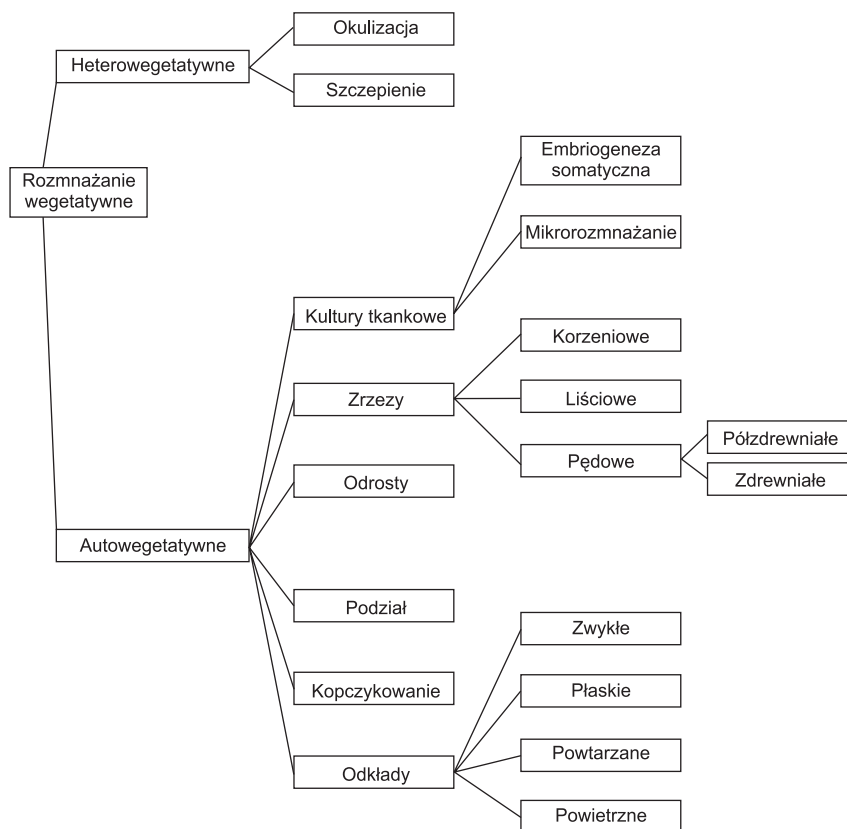 Okulizacja
Heterowegetatywne
Szczepienie
Rozmnażanie
wegetatywne
Embriogeneza
somatyczna
Mikrorozmnażanie
Kultury tkankowe
Korzeniowe
Zrzezy
Liściowe
Pędowe
Półzdrewniałe
Zdrewniałe
Odrosty
Autowegetatywne
Podział
Zwykłe
Kopczykowanie
Płaskie
Powtarzane
Odkłady
Powietrzne